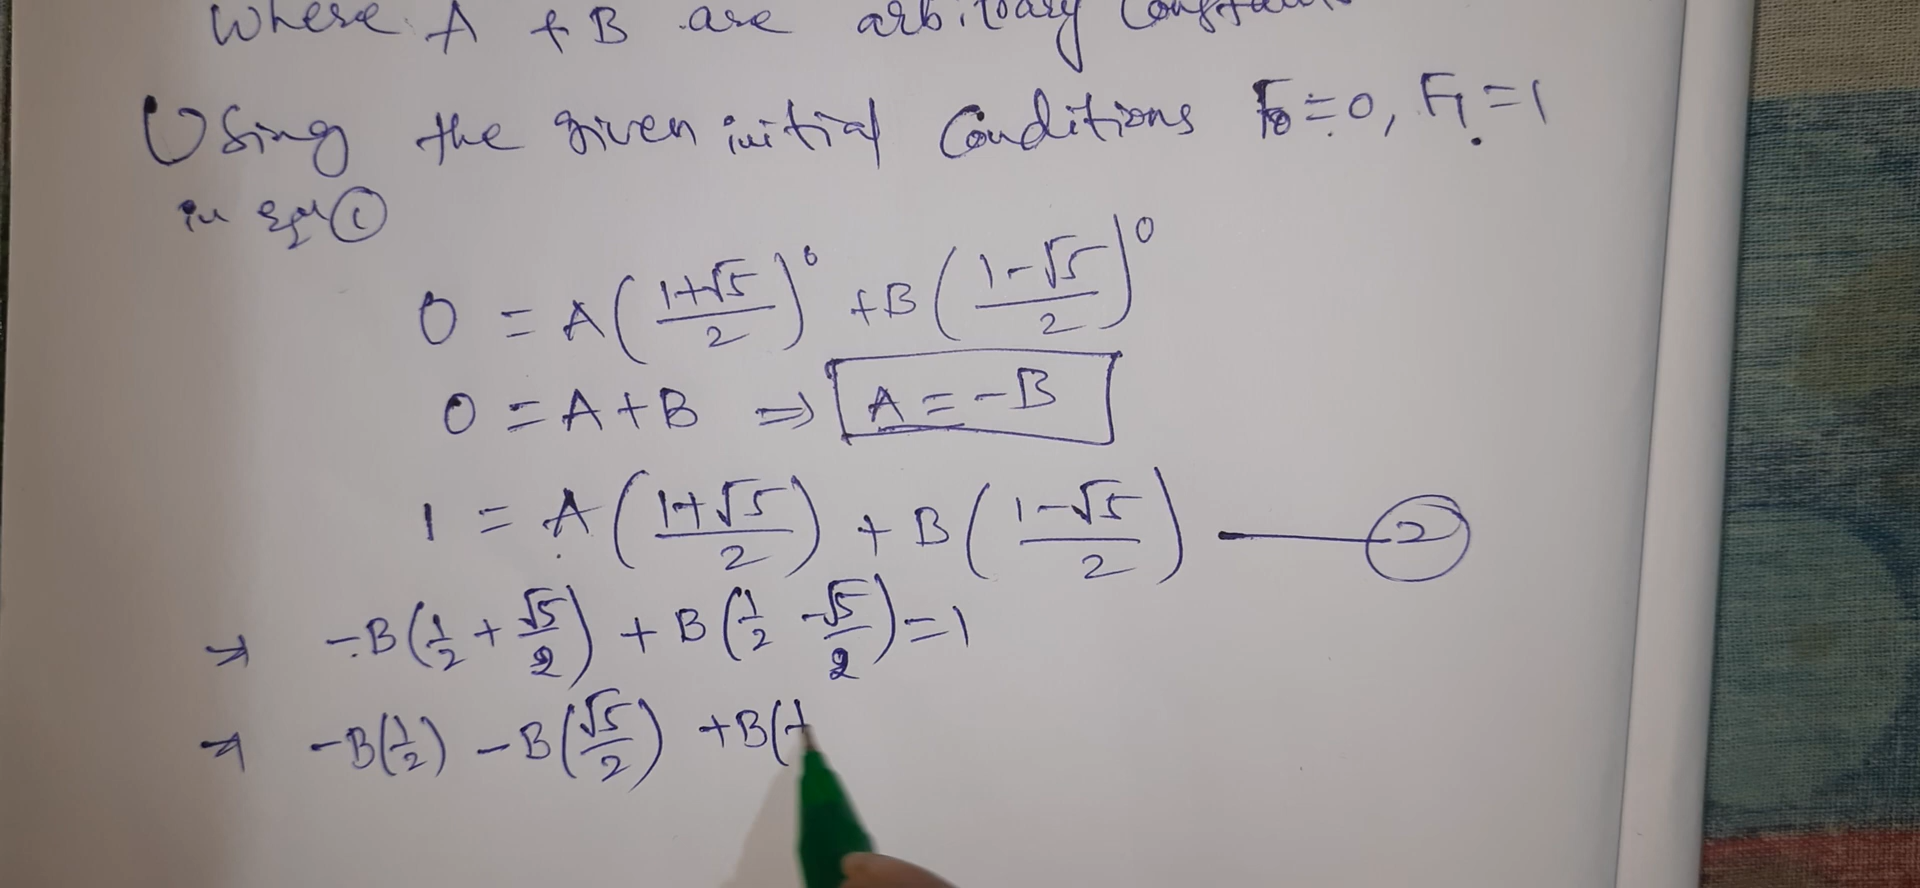 Where A + B are arbitrary constants
Using the given initial Conditions F₀ = 0, F₁ = 1
in Eqn ①
0 = A((1+√5)/2)⁰ + B((1-√5)/2)⁰
0 = A + B ⇒ A = -B
1 = A((1+√5)/2) + B((1-√5)/2) — ②
→ -B(1/2 + √5/2) + B(1/2 - √5/2) = 1
→ -B(1/2) - B(√5/2) + B(1